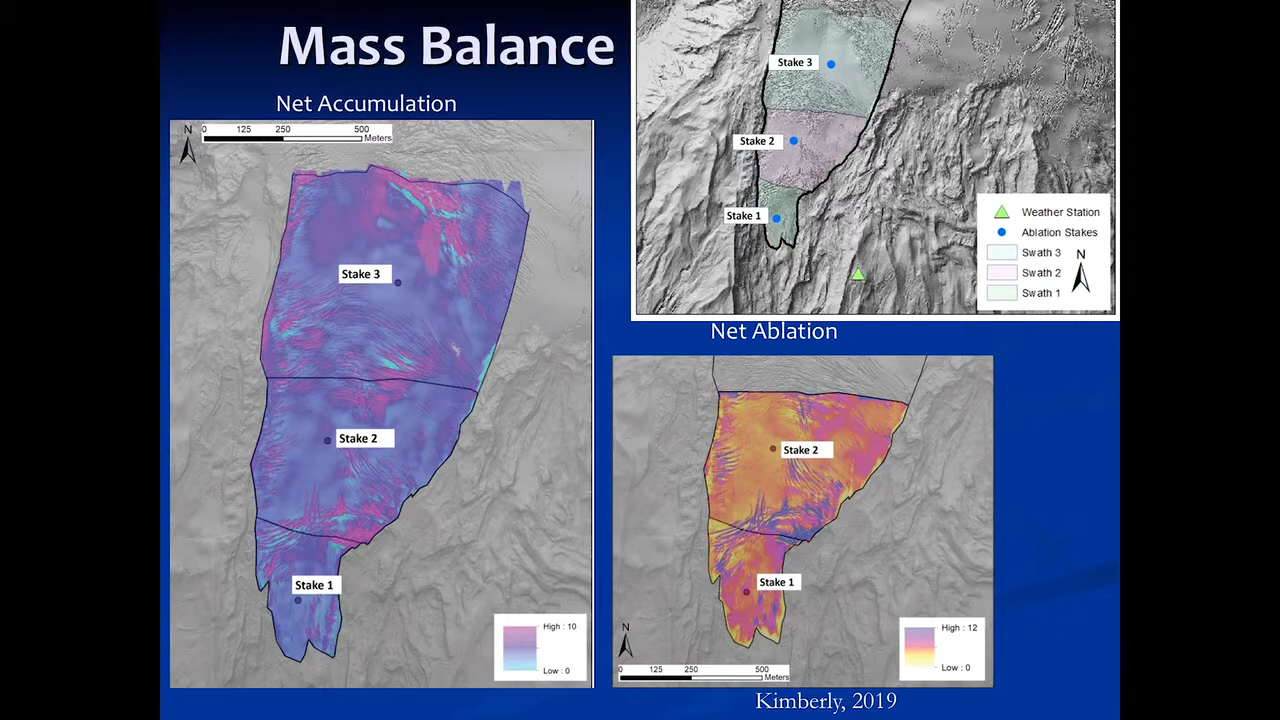 Mass Balance
Net Accumulation
N
0 125 250 500
Meters
Stake 3
Stake 2
Stake 1
High : 10
Low : 0
Stake 3
Stake 2
Stake 1
Weather Station
Ablation Stakes
Swath 3
Swath 2
Swath 1
N
Net Ablation
Stake 2
Stake 1
High : 12
Low : 0
N
0 125 250 500
Meters
Kimberly, 2019